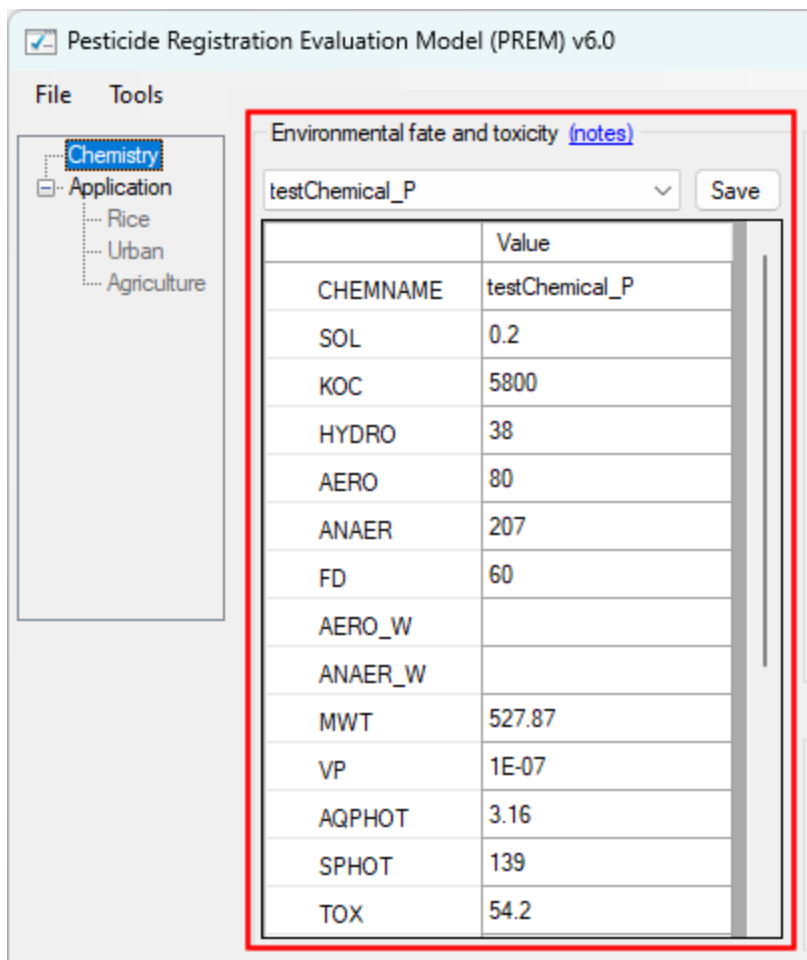 Pesticide Registration Evaluation Model (PREM) v6.0
File Tools
Chemistry
Application
Rice
Urban
Agriculture
Environmental fate and toxicity (notes)
testChemical_P Save
Value
CHEMNAME testChemical_P
SOL 0.2
KOC 5800
HYDRO 38
AERO 80
ANAER 207
FD 60
AERO_W
ANAER_W
MWT 527.87
VP 1E-07
AQPHOT 3.16
SPHOT 139
TOX 54.2